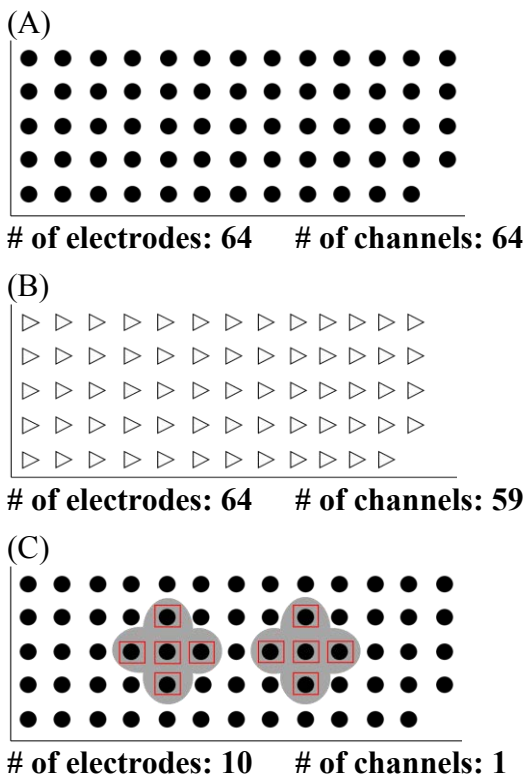 (A)
# of electrodes: 64 # of channels: 64
(B)
# of electrodes: 64 # of channels: 59
(C)
# of electrodes: 10 # of channels: 1